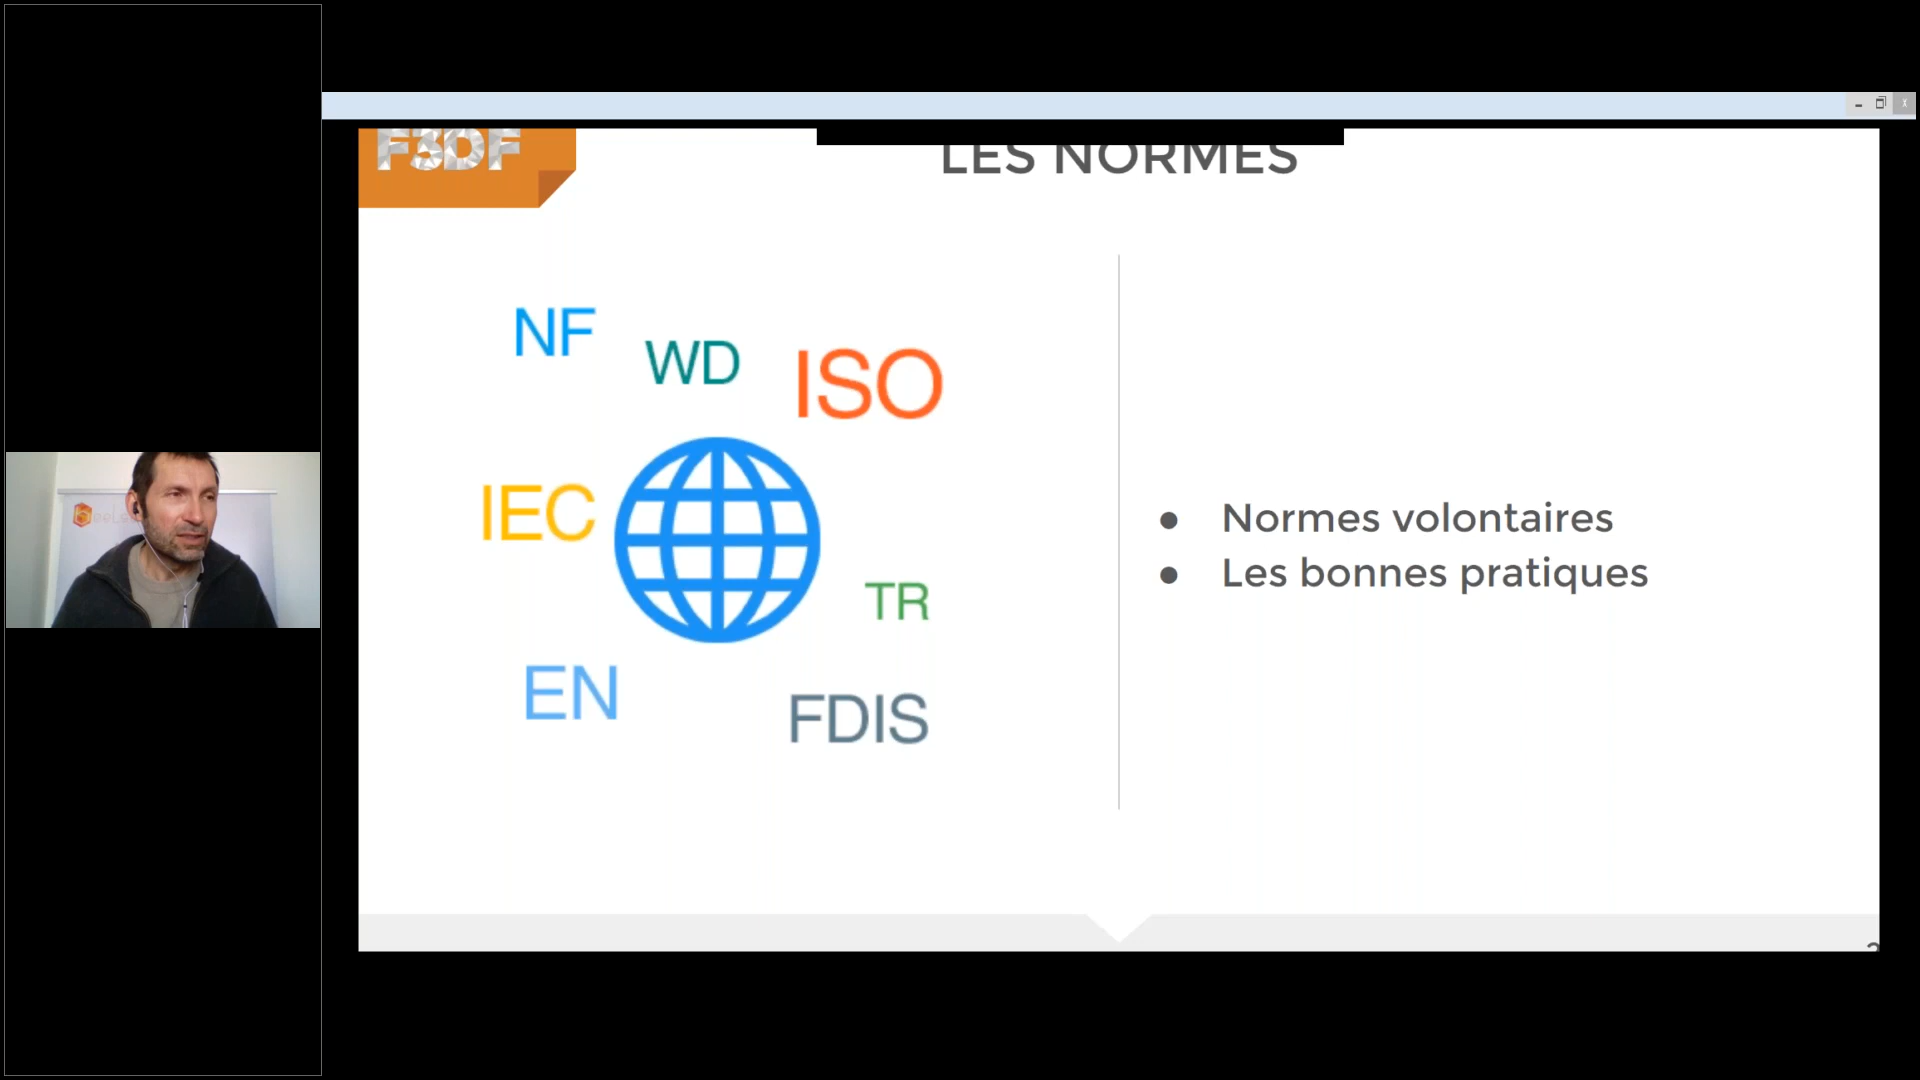 F3DF
LES NORMES
NF
WD
ISO
IEC
TR
EN
FDIS
● Normes volontaires
● Les bonnes pratiques